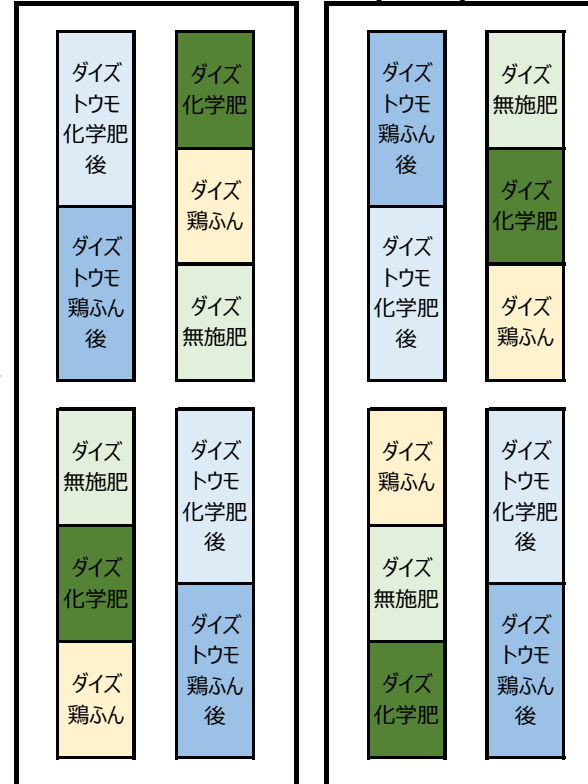 ダイズ
トウモ
化学肥
後
ダイズ
トウモ
鶏ふん
後
ダイズ
化学肥
ダイズ
鶏ふん
ダイズ
無施肥
ダイズ
無施肥
ダイズ
化学肥
ダイズ
鶏ふん
ダイズ
トウモ
化学肥
後
ダイズ
トウモ
鶏ふん
後
ダイズ
トウモ
鶏ふん
後
ダイズ
トウモ
化学肥
後
ダイズ
無施肥
ダイズ
化学肥
ダイズ
鶏ふん
ダイズ
鶏ふん
ダイズ
無施肥
ダイズ
化学肥
ダイズ
トウモ
化学肥
後
ダイズ
トウモ
鶏ふん
後